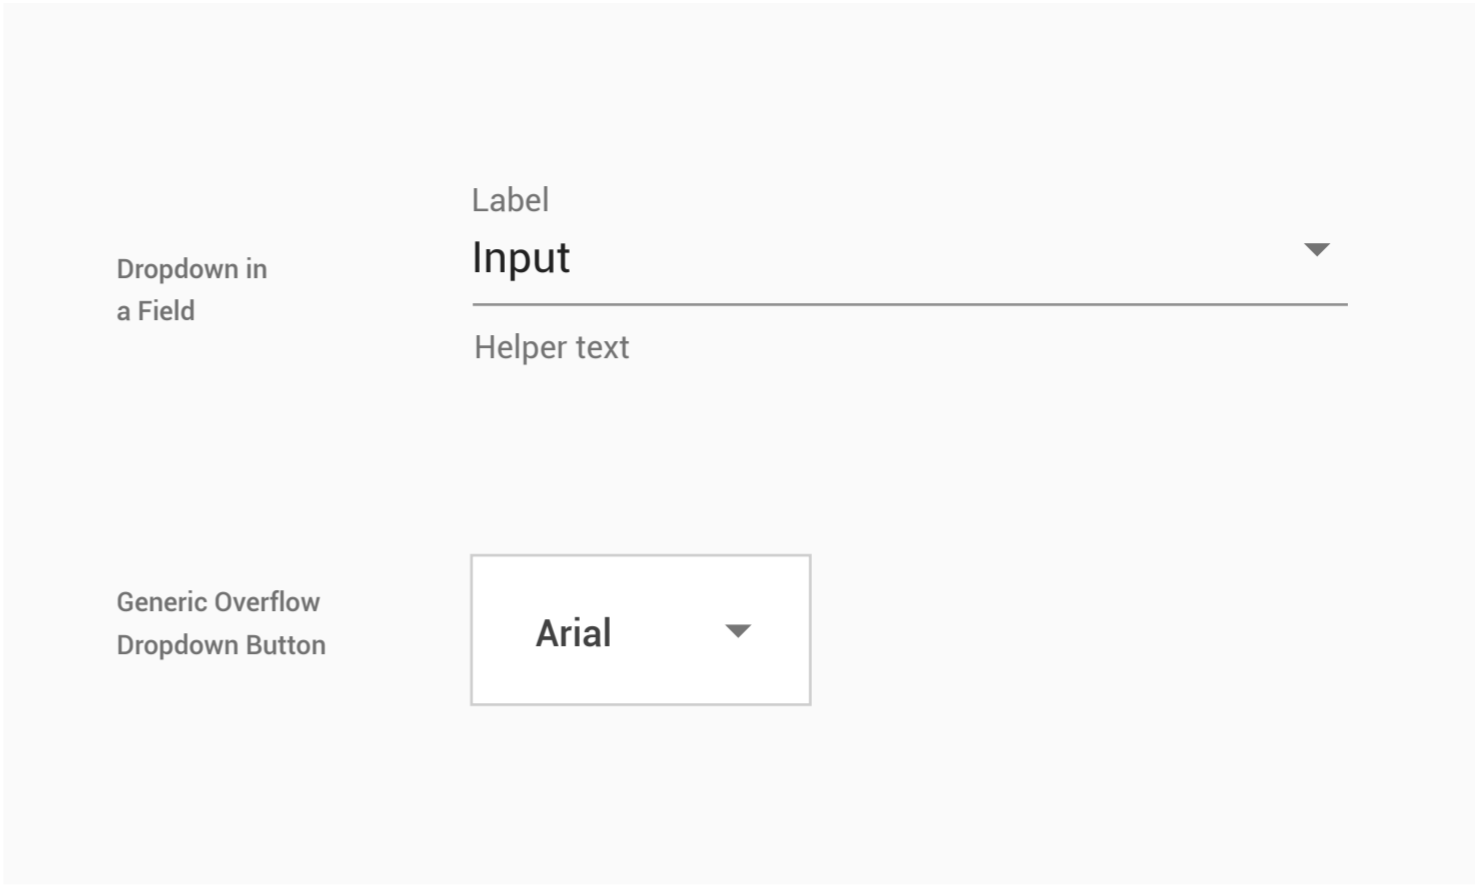 Label
Input
Dropdown in
a Field
Helper text
Generic Overflow
Dropdown Button
Arial